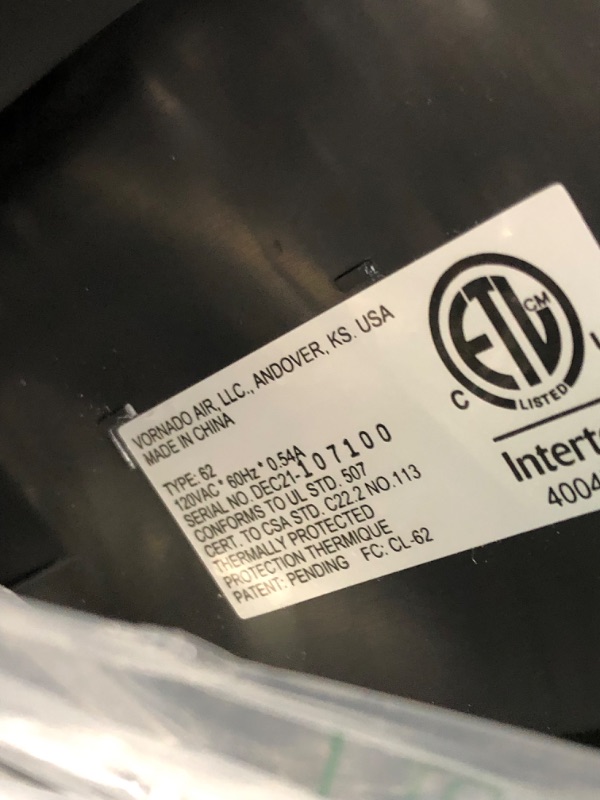 VORNADO AIR, LLC., ANDOVER, KS. USA
MADE IN CHINA
TYPE: 62
120VAC * 60Hz * 0.54A
SERIAL NO. DEC21-107100
CONFORMS TO UL STD. 507
CERT. TO CSA STD. C22.2 NO.113
THERMALLY PROTECTED
PROTECTION THERMIQUE
PATENT: PENDING FC: CL-62
ETL
CM
C
LISTED
Intert
4004